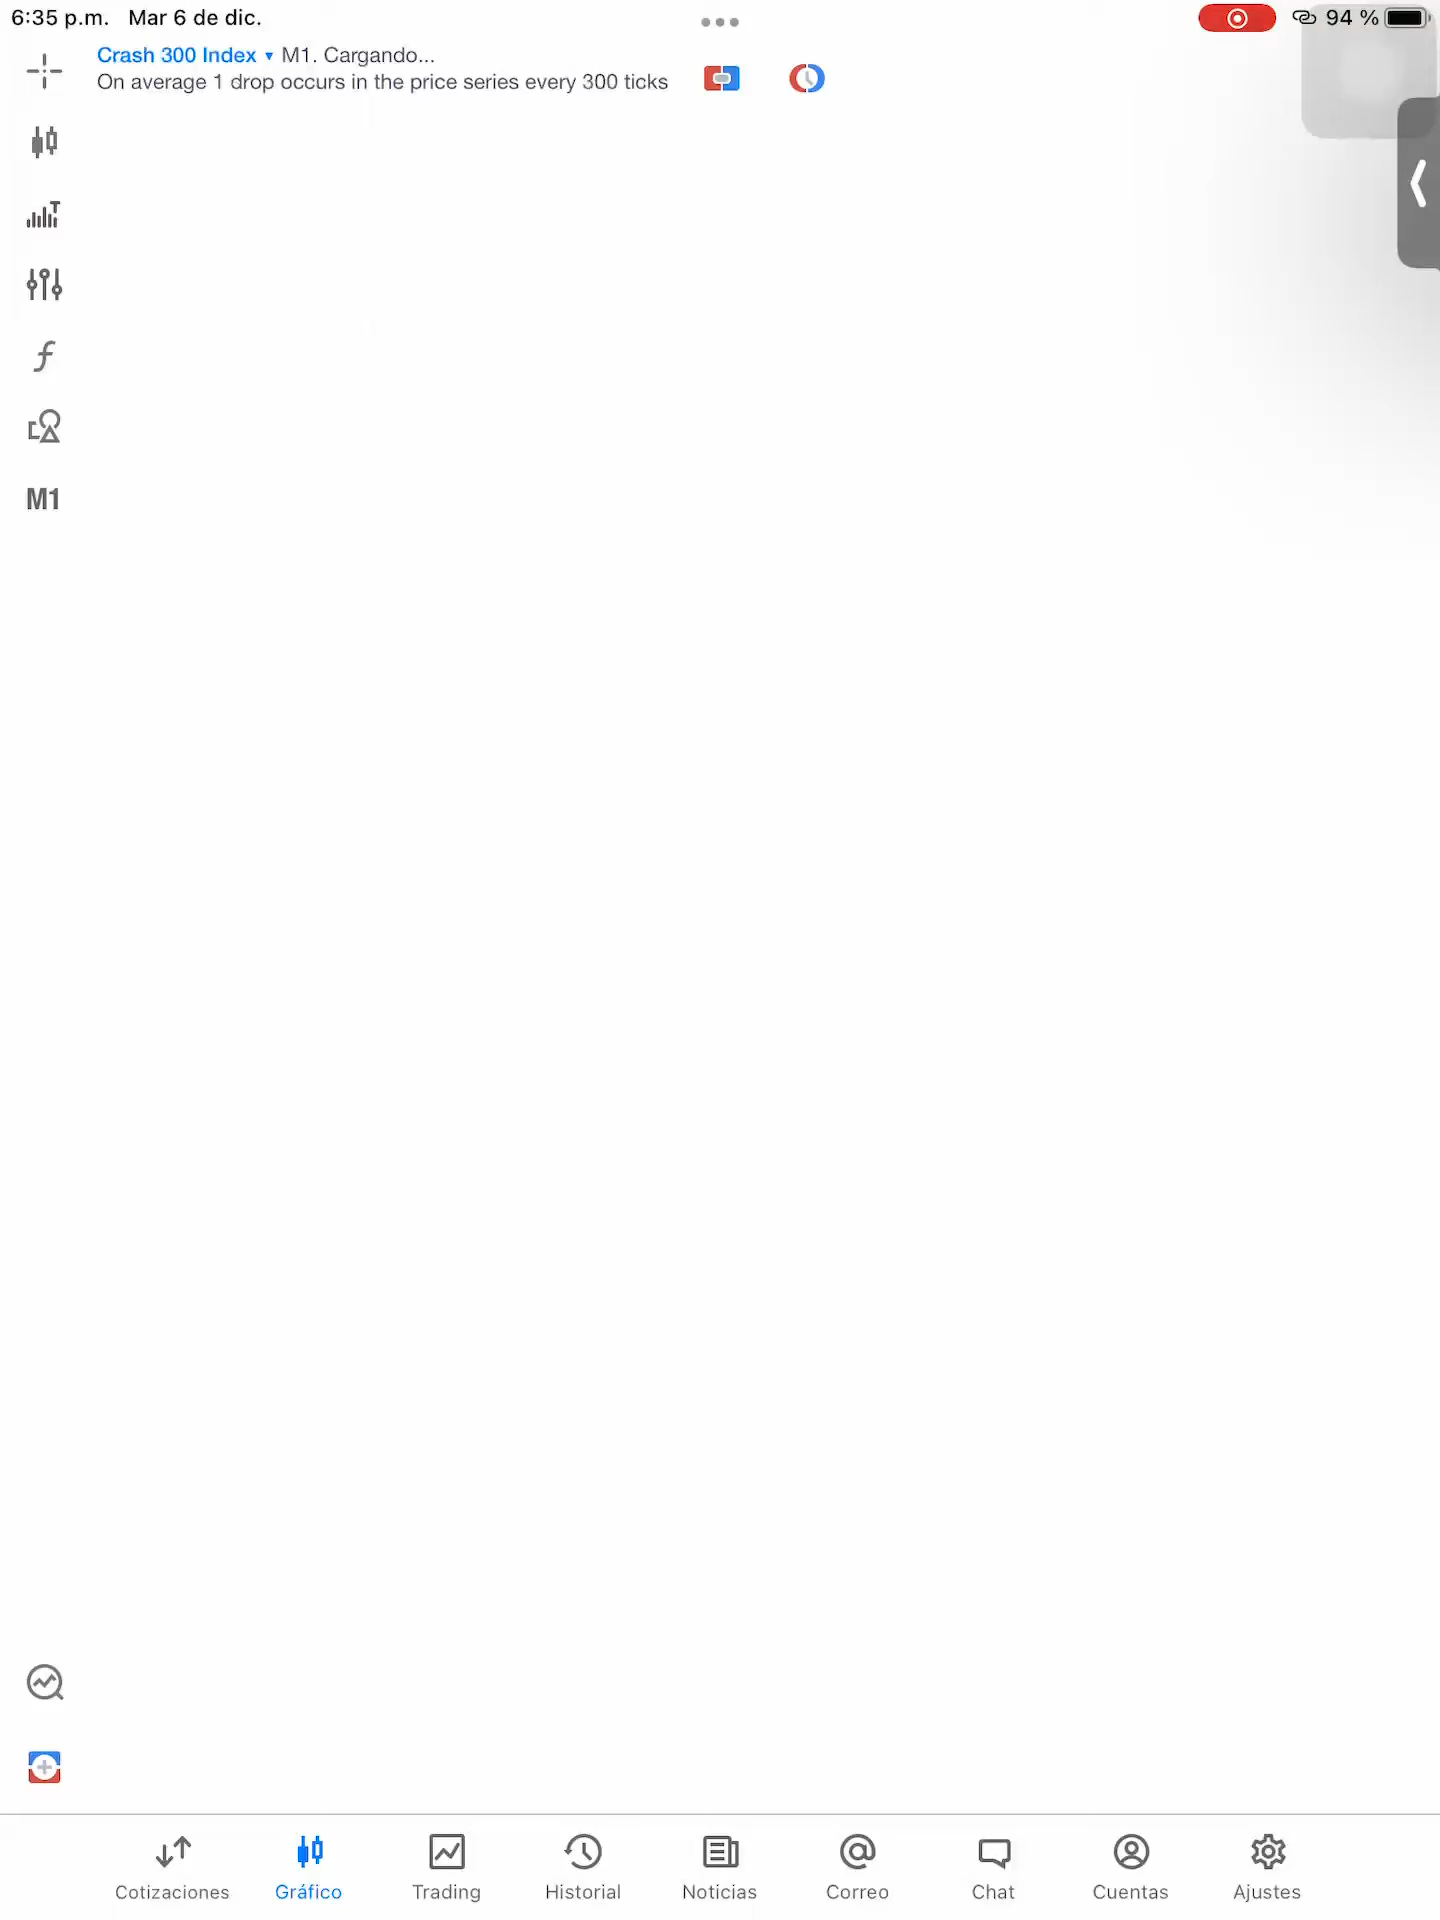 6:35 p.m. Mar 6 de dic.
94 %
Crash 300 Index ▾ M1. Cargando...
On average 1 drop occurs in the price series every 300 ticks
M1
Cotizaciones
Gráfico
Trading
Historial
Noticias
Correo
Chat
Cuentas
Ajustes